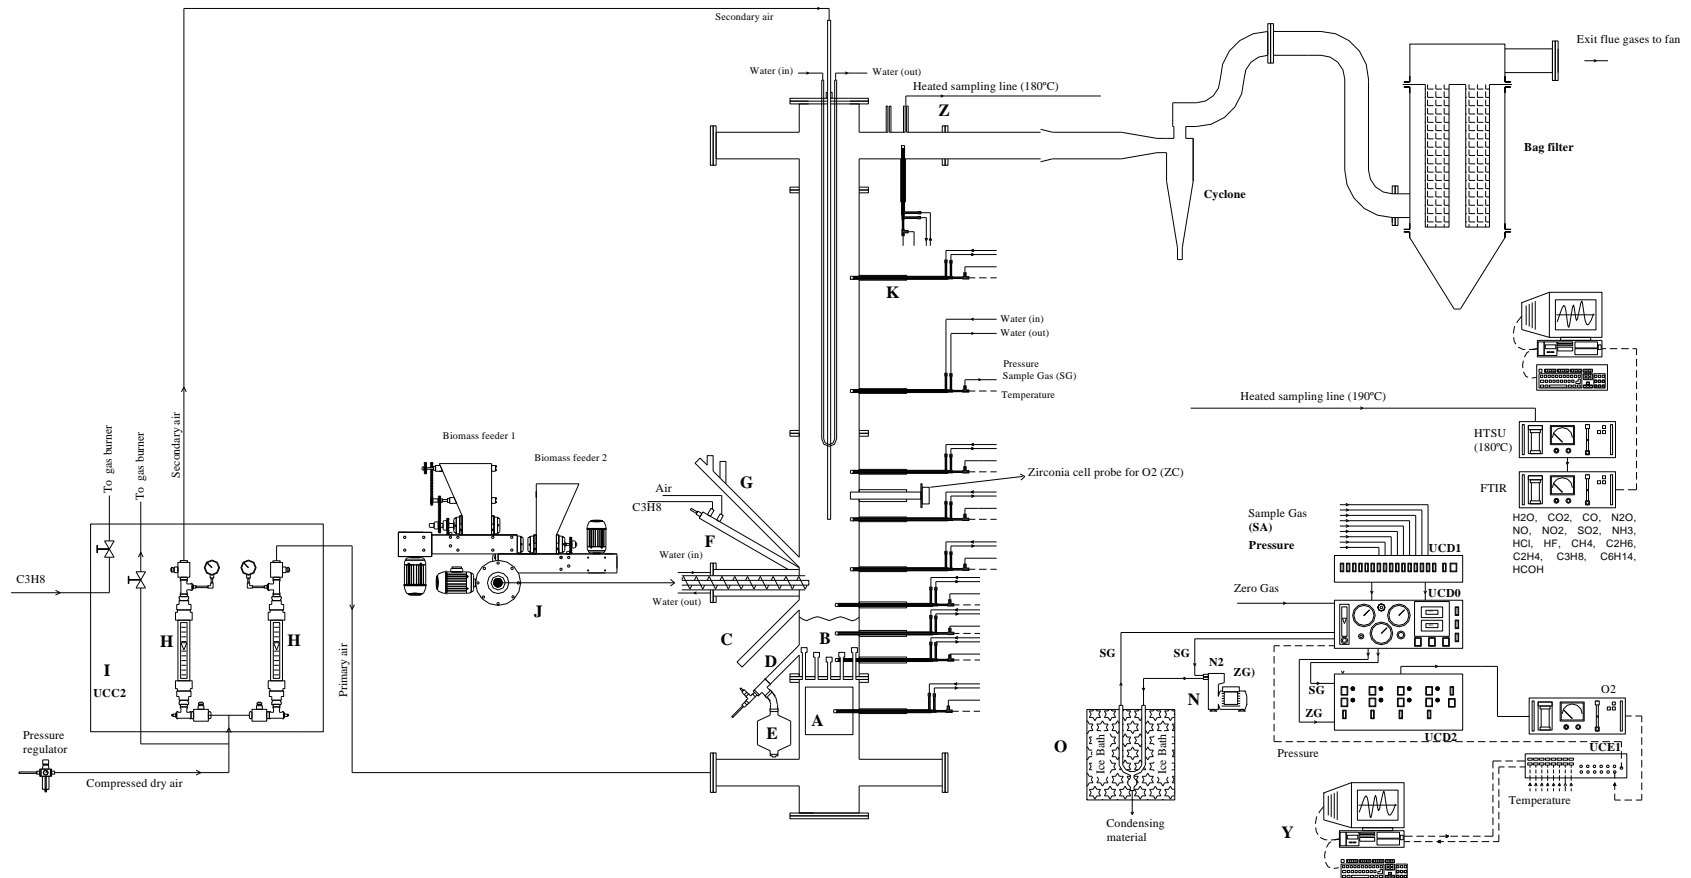 Secondary air
Water (in)
Water (out)
Heated sampling line (180ºC)
Z
Exit flue gases to fan
Bag filter
Cyclone
K
Water (in)
Water (out)
Pressure
Sample Gas (SG)
Temperature
Heated sampling line (190ºC)
HTSU
(180ºC)
FTIR
H2O, CO2, CO, N2O,
NO, NO2, SO2, NH3,
HCl, HF, CH4, C2H6,
C2H4, C3H8, C6H14,
HCOH
To gas burner
To gas burner
Secondary air
Biomass feeder 1
Biomass feeder 2
G
Air
C3H8
F
Zirconia cell probe for O2 (ZC)
Sample Gas
(SA)
Pressure
UCD1
UCD0
Zero Gas
C3H8
Water (in)
Water (out)
J
H
H
I
UCC2
Primary air
C
B
D
A
E
SG
SG
N2
ZG)
N
SG
ZG
UCD2
O2
UCE1
Pressure
Temperature
O
Ice Bath
Ice Bath
Condensing
material
Y
Pressure
regulator
Compressed dry air